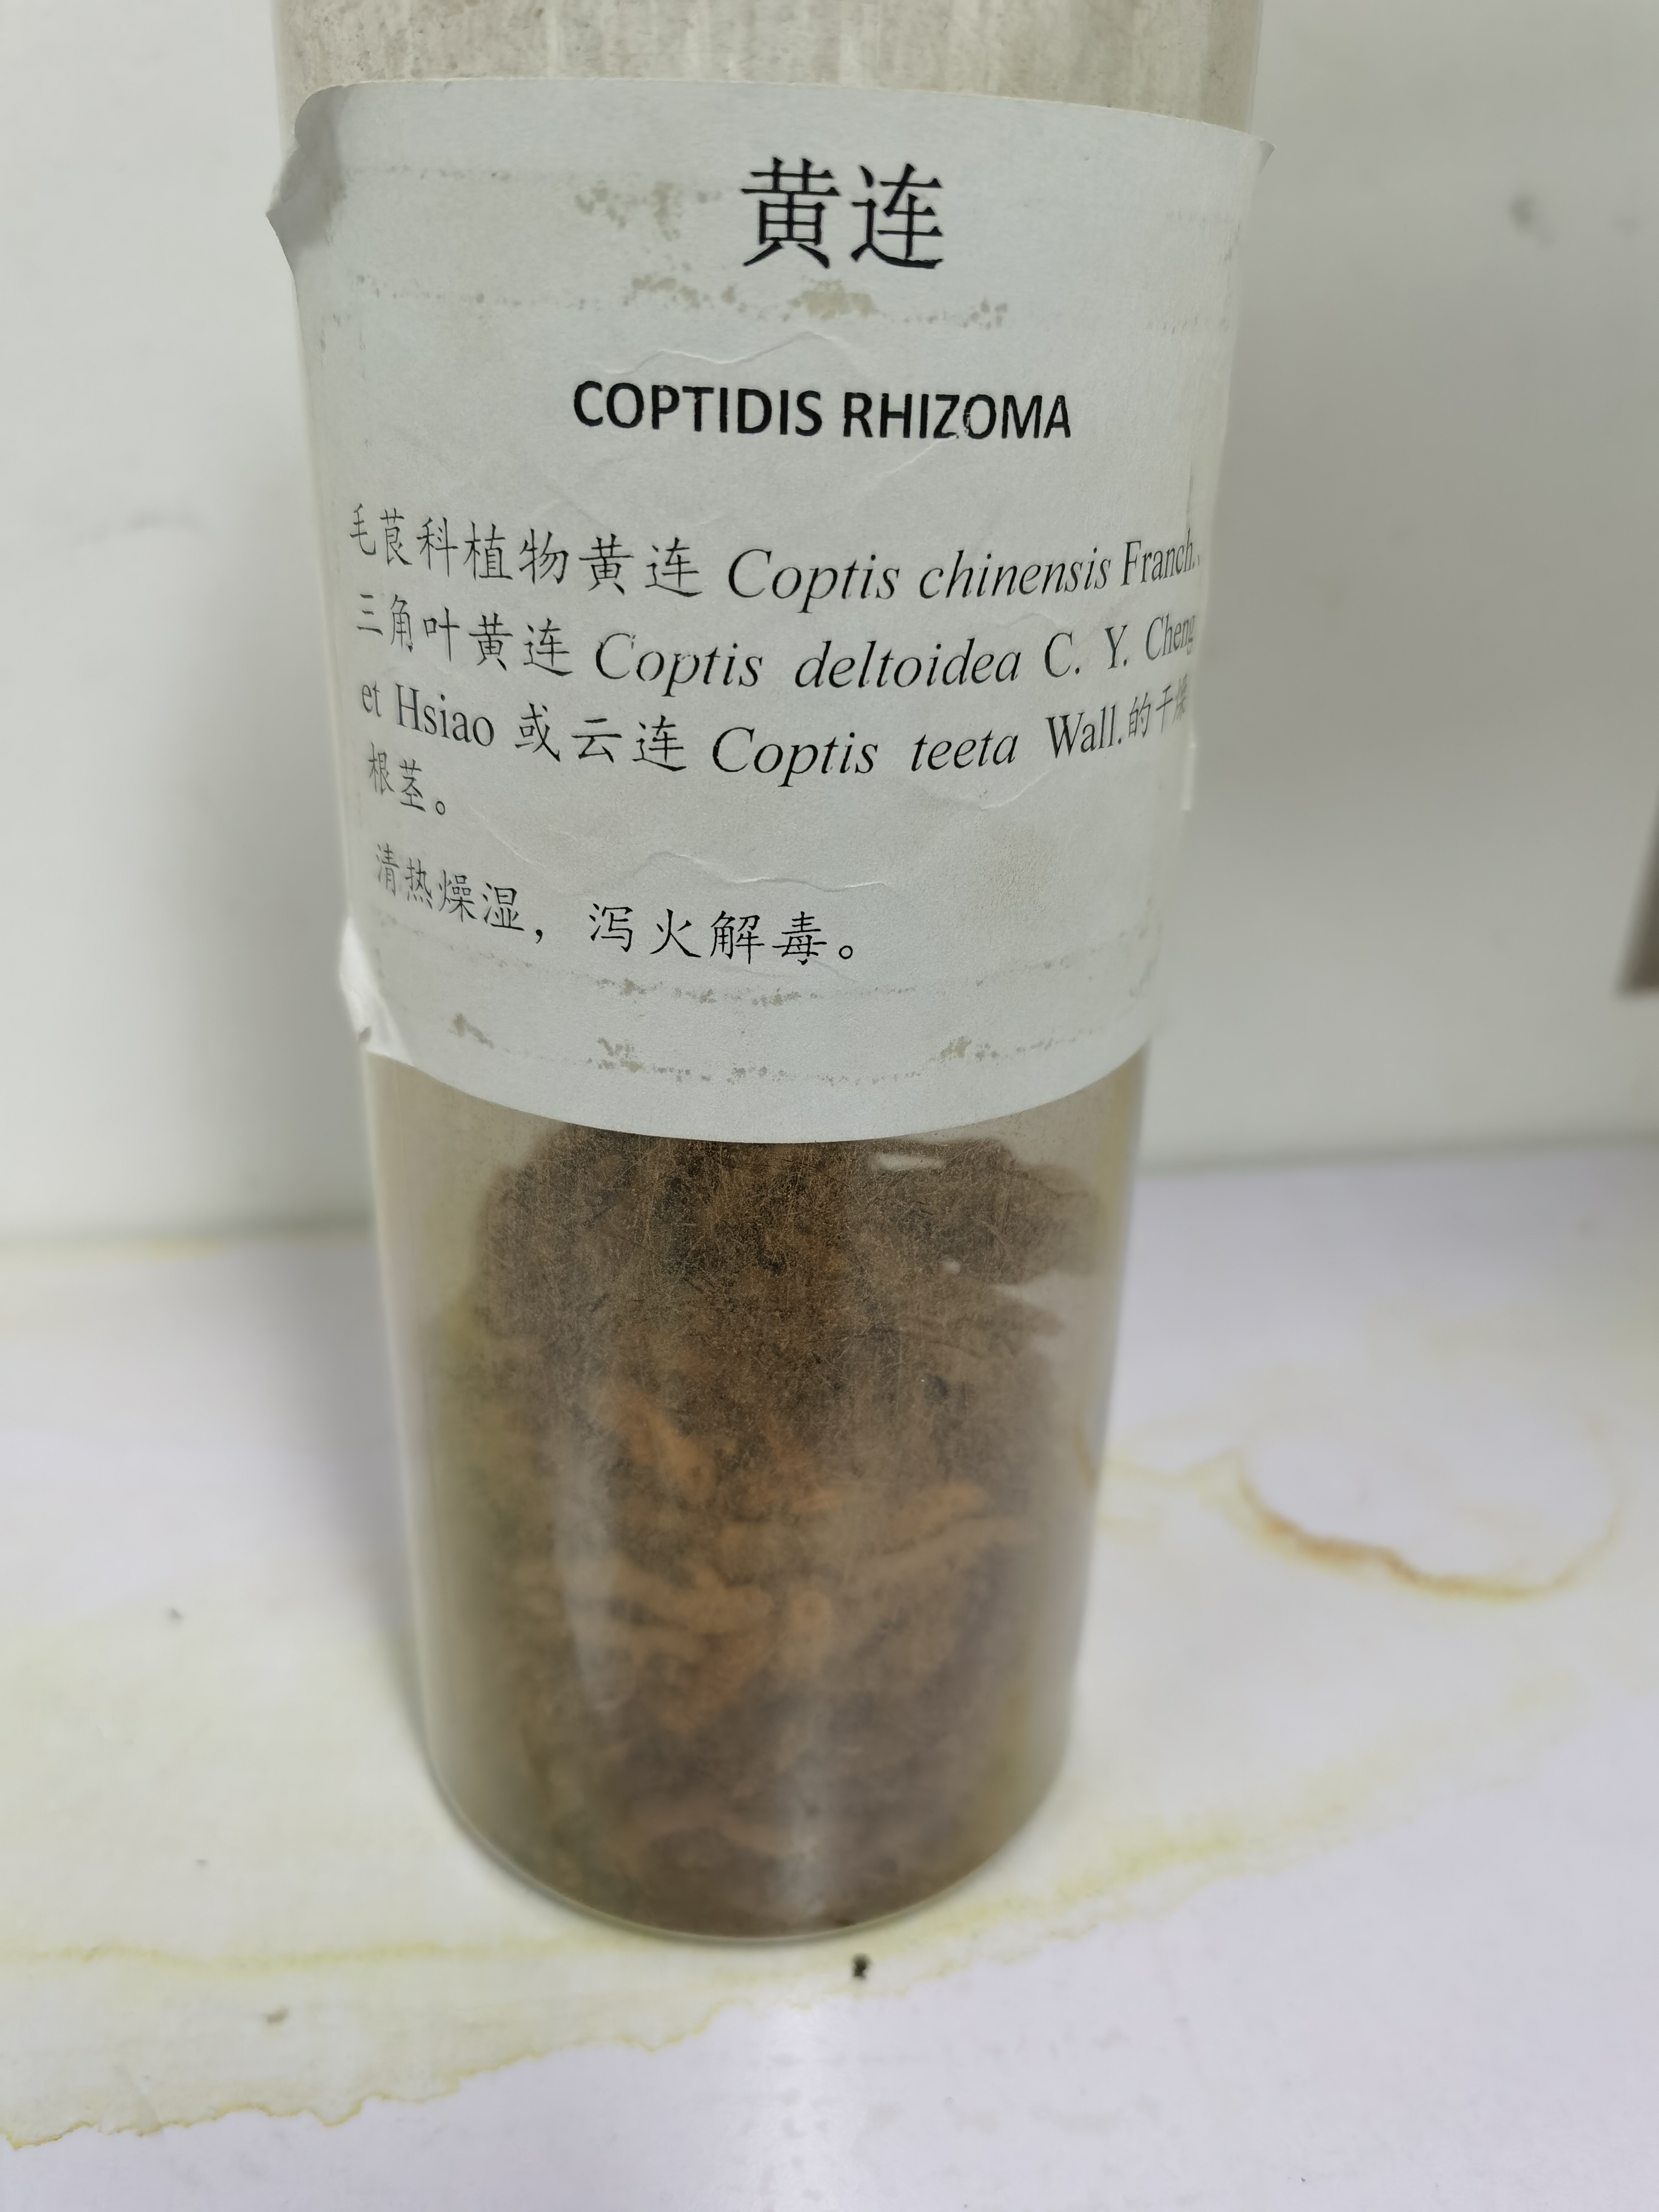 黄连
COPTIDIS RHIZOMA
毛茛科植物黄连 Coptis chinensis Franch.、
三角叶黄连 Coptis deltoidea C. Y. Cheng
et Hsiao 或云连 Coptis teeta Wall.的干燥
根茎。
清热燥湿，泻火解毒。